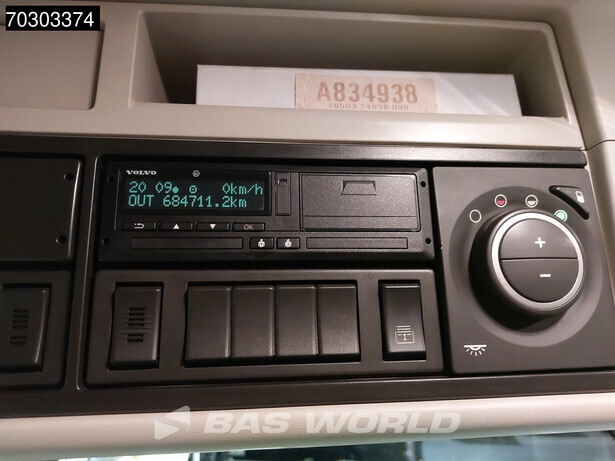 70303374
A834938
VOLVO
20 09 0km/h
OUT 684711.2km
OK
+
−
BAS WORLD